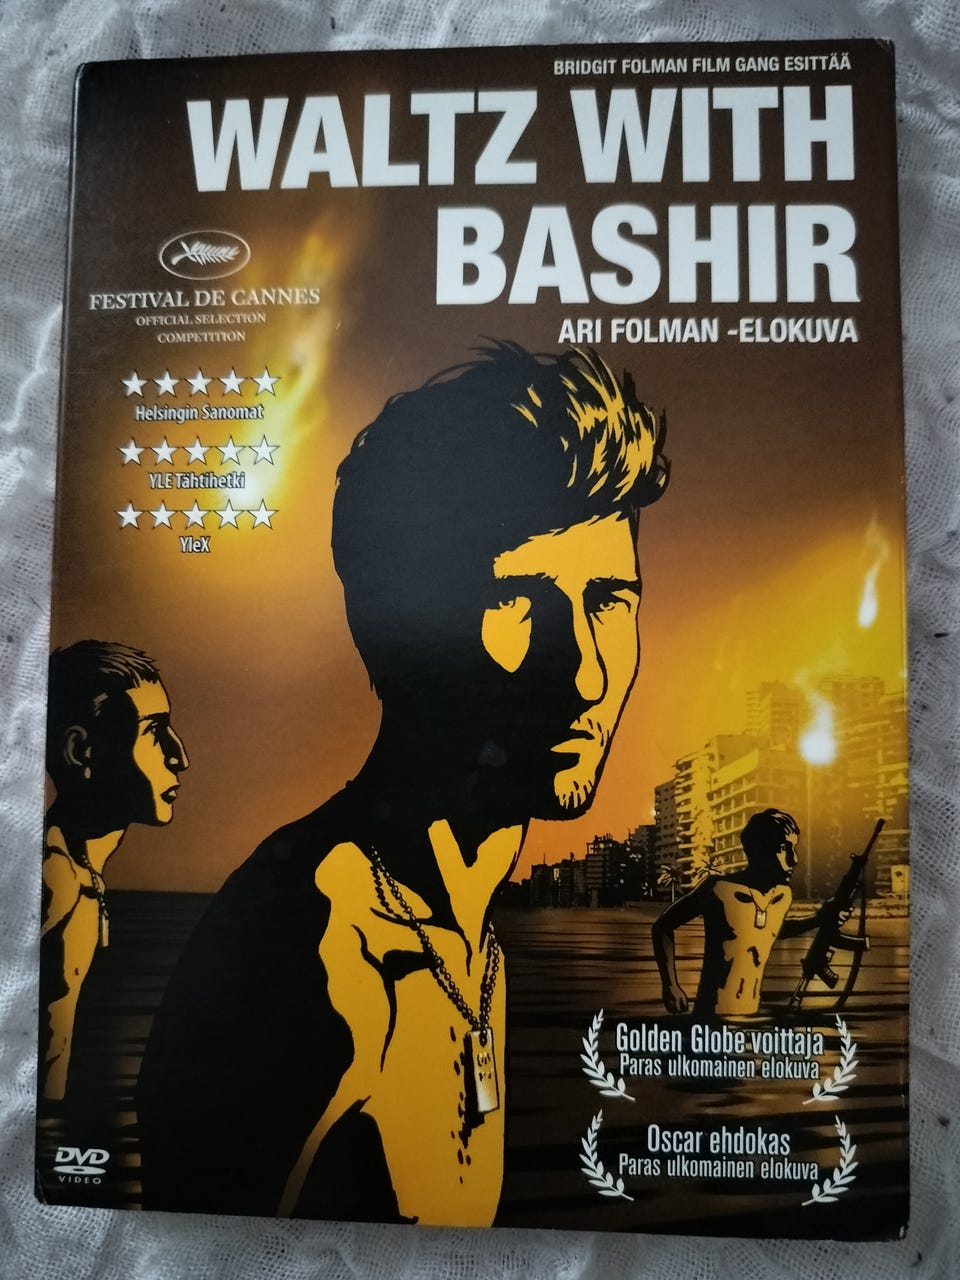 BRIDGIT FOLMAN FILM GANG ESITTÄÄ
WALTZ WITH
BASHIR
ARI FOLMAN -ELOKUVA
FESTIVAL DE CANNES
OFFICIAL SELECTION
COMPETITION
Helsingin Sanomat
YLE Tähtihetki
YleX
Golden Globe voittaja
Paras ulkomainen elokuva
Oscar ehdokas
Paras ulkomainen elokuva
DVD
VIDEO